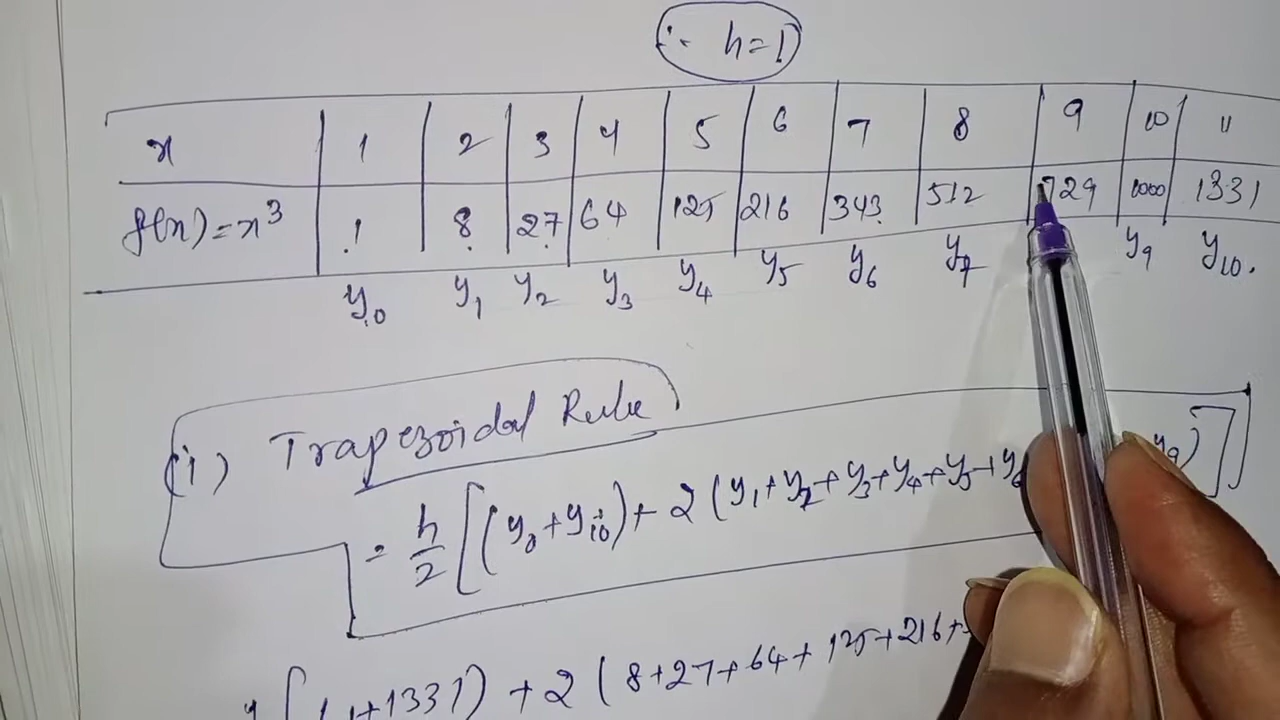 ∴ h=1
x 1 2 3 4 5 6 7 8 9 10 11
f(x)=x³ 1 8 27 64 125 216 343 512 729 1000 1331
y₀ y₁ y₂ y₃ y₄ y₅ y₆ y₇ y₉ y₁₀.
(i) Trapezoidal Rule
= h/2 [(y₀+y₁₀)+2(y₁+y₂+y₃+y₄+y₅+y₆ y₉)]
(1+1331)+2(8+27+64+125+216+